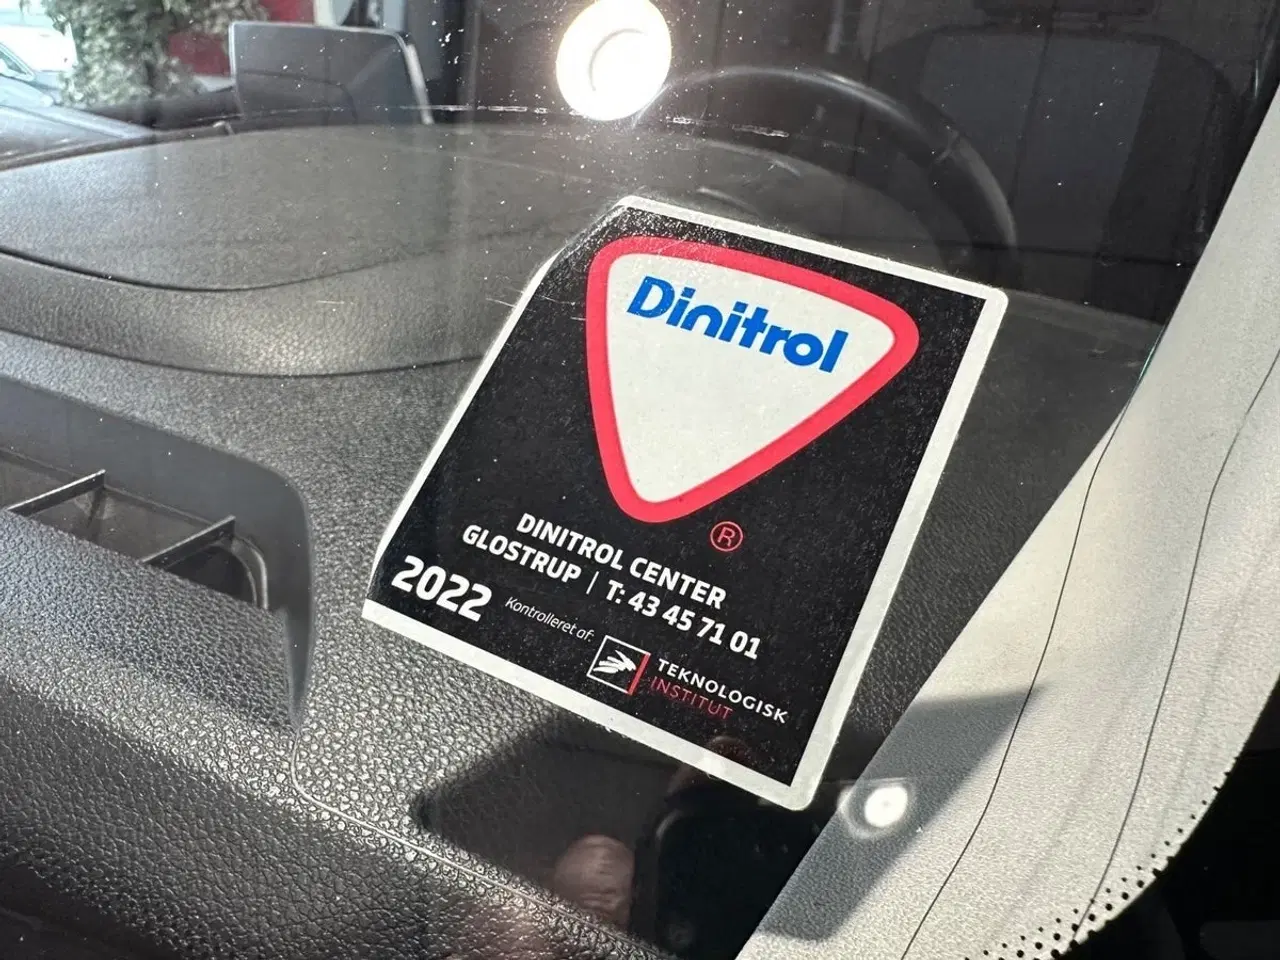 Dinitrol
®
DINITROL CENTER
GLOSTRUP | T: 43 45 71 01
2022 Kontrolleret af:
TEKNOLOGISK
INSTITUT